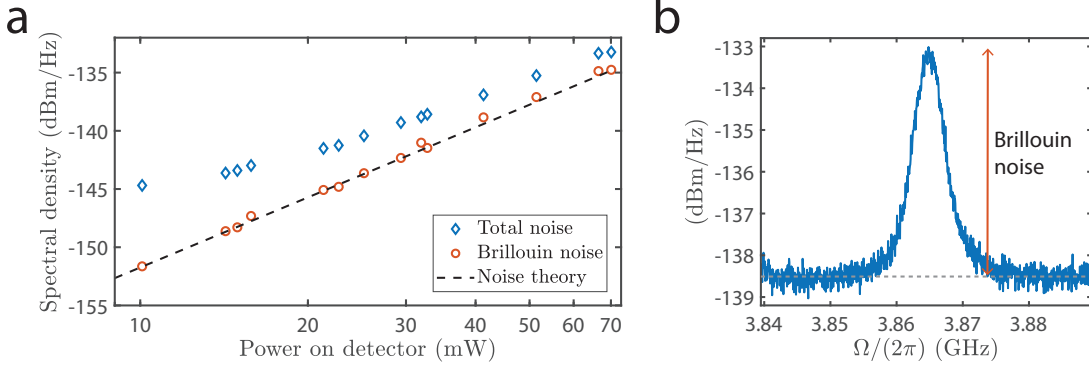 a
Spectral density (dBm/Hz)
-135
-140
-145
-150
-155
10
20
30
40
50
60
70
Power on detector (mW)
Total noise
Brillouin noise
Noise theory
b
(dBm/Hz)
-133
-134
-135
-136
-137
-138
-139
3.84
3.85
3.86
3.87
3.88
Ω/(2π) (GHz)
Brillouin
noise